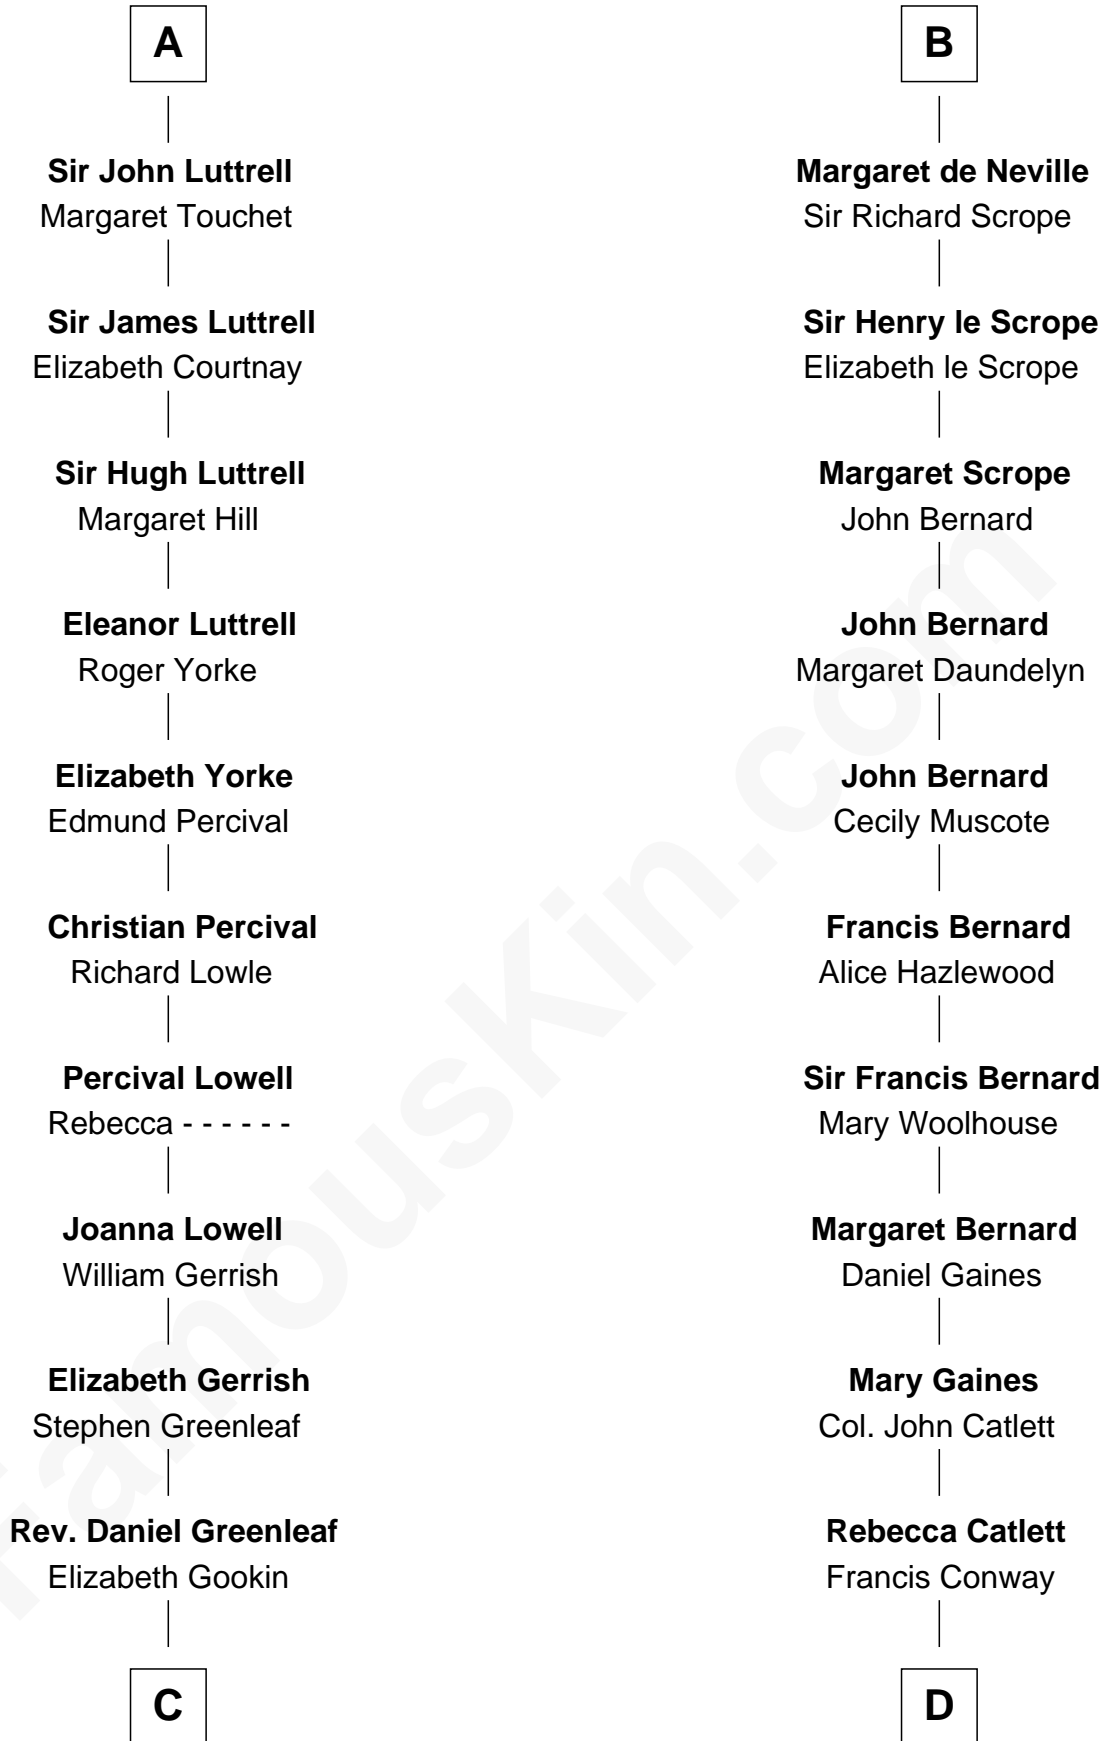 A
Sir John Luttrell
Margaret Touchet
Sir James Luttrell
Elizabeth Courtnay
Sir Hugh Luttrell
Margaret Hill
Eleanor Luttrell
Roger Yorke
Elizabeth Yorke
Edmund Percival
Christian Percival
Richard Lowle
Percival Lowell
Rebecca - - - - - -
Joanna Lowell
William Gerrish
Elizabeth Gerrish
Stephen Greenleaf
Rev. Daniel Greenleaf
Elizabeth Gookin
C
B
Margaret de Neville
Sir Richard Scrope
Sir Henry le Scrope
Elizabeth le Scrope
Margaret Scrope
John Bernard
John Bernard
Margaret Daundelyn
John Bernard
Cecily Muscote
Francis Bernard
Alice Hazlewood
Sir Francis Bernard
Mary Woolhouse
Margaret Bernard
Daniel Gaines
Mary Gaines
Col. John Catlett
Rebecca Catlett
Francis Conway
D
FamousKin.com